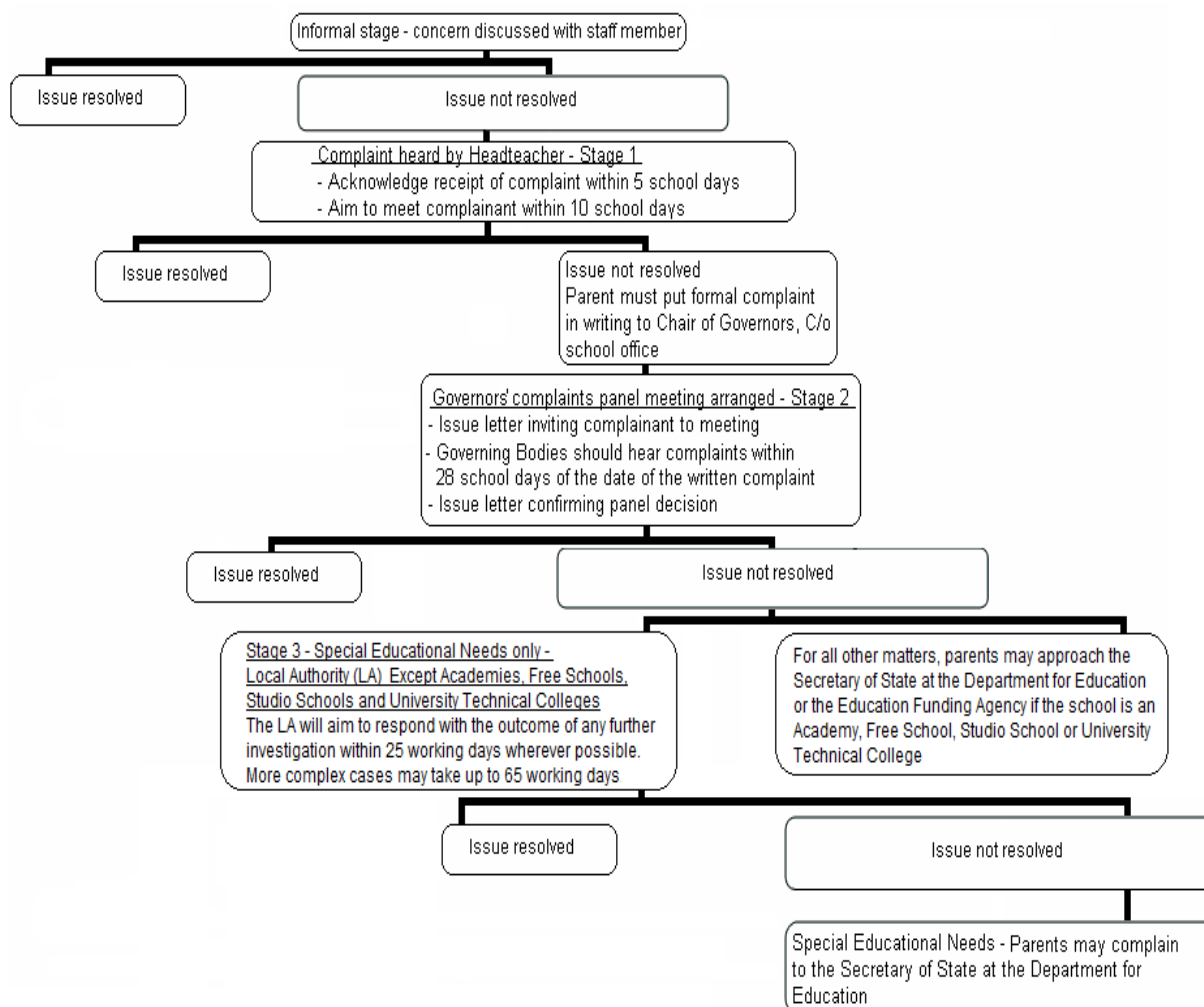 Informal stage - concern discussed with staff member
Issue resolved
Issue not resolved
Complaint heard by Headteacher - Stage 1
- Acknowledge receipt of complaint within 5 school days
- Aim to meet complainant within 10 school days
Issue resolved
Issue not resolved
Parent must put formal complaint
in writing to Chair of Governors, C/o
school office
Governors' complaints panel meeting arranged - Stage 2
- Issue letter inviting complainant to meeting
- Governing Bodies should hear complaints within
28 school days of the date of the written complaint
- Issue letter confirming panel decision
Issue resolved
Issue not resolved
Stage 3 - Special Educational Needs only -
Local Authority (LA) Except Academies, Free Schools,
Studio Schools and University Technical Colleges
The LA will aim to respond with the outcome of any further
investigation within 25 working days wherever possible.
More complex cases may take up to 65 working days
For all other matters, parents may approach the
Secretary of State at the Department for Education
or the Education Funding Agency if the school is an
Academy, Free School, Studio School or University
Technical College
Issue resolved
Issue not resolved
Special Educational Needs - Parents may complain
to the Secretary of State at the Department for
Education